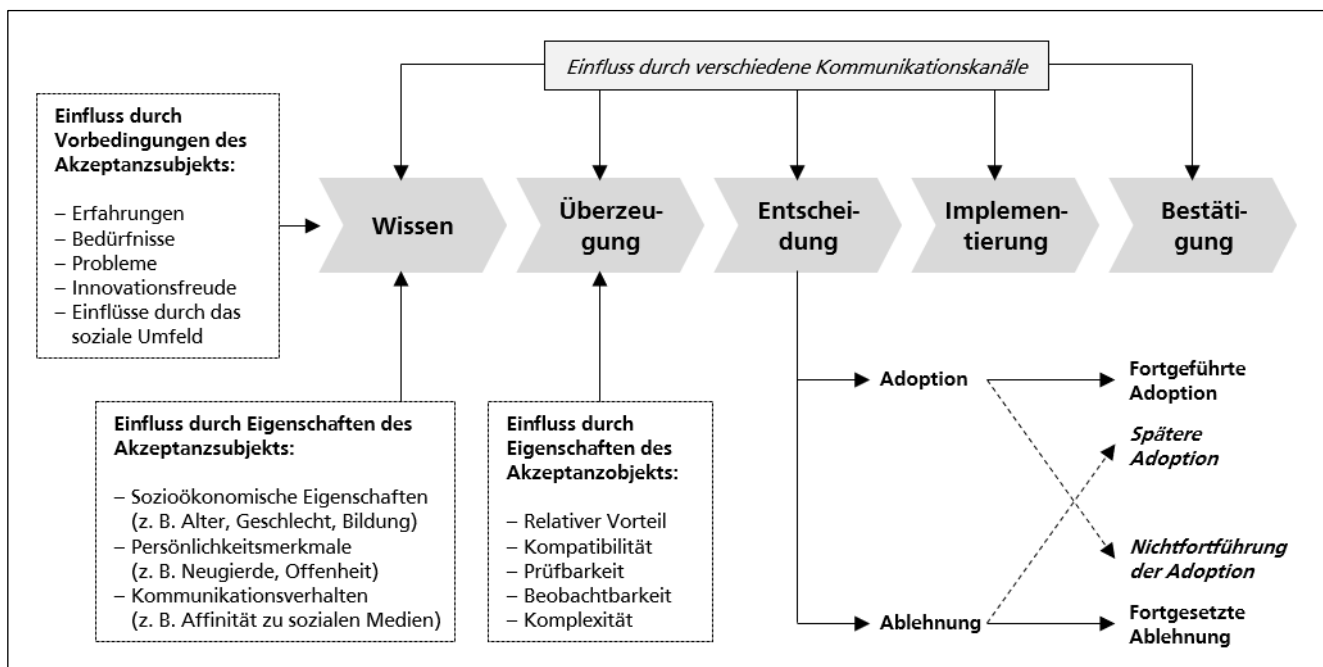 Einfluss durch verschiedene Kommunikationskanäle
Einfluss durch
Vorbedingungen des
Akzeptanzsubjekts:
– Erfahrungen
– Bedürfnisse
– Probleme
– Innovationsfreude
– Einflüsse durch das
soziale Umfeld
Wissen
Überzeu-
gung
Entschei-
dung
Implemen-
tierung
Bestäti-
gung
Einfluss durch Eigenschaften des
Akzeptanzsubjekts:
– Sozioökonomische Eigenschaften
(z. B. Alter, Geschlecht, Bildung)
– Persönlichkeitsmerkmale
(z. B. Neugierde, Offenheit)
– Kommunikationsverhalten
(z. B. Affinität zu sozialen Medien)
Einfluss durch
Eigenschaften des
Akzeptanzobjekts:
– Relativer Vorteil
– Kompatibilität
– Prüfbarkeit
– Beobachtbarkeit
– Komplexität
Adoption
Ablehnung
Fortgeführte
Adoption
Spätere
Adoption
Nichtfortführung
der Adoption
Fortgesetzte
Ablehnung